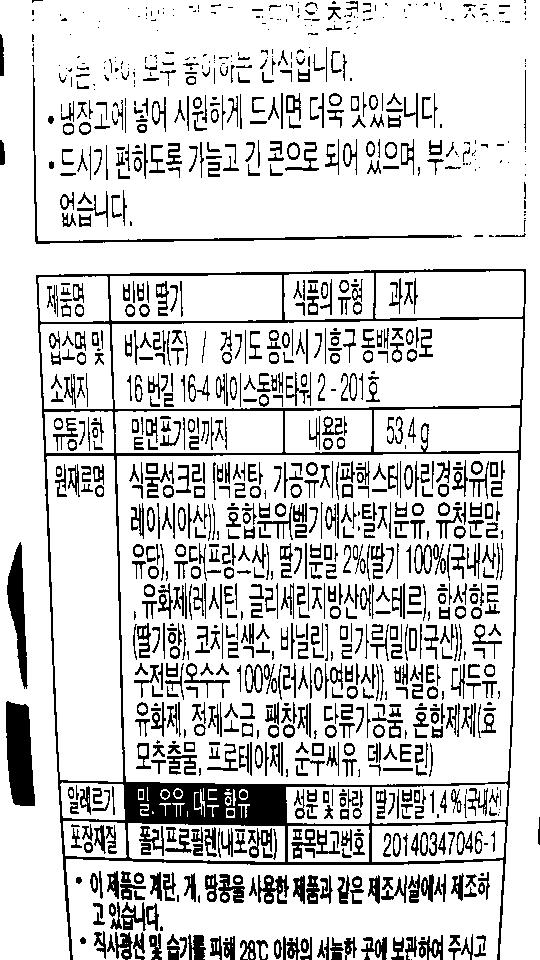 어른, 아이, 모두 좋아하는 간식입니다.
• 냉장고에 넣어 시원하게 드시면 더욱 맛있습니다.
• 드시기 편하도록 가늘고 긴 콘으로 되어 있으며,
없습니다.
제품명 빙빙 딸기 식품의 유형 과자
업소명 및 바스락(주) / 경기도 용인시 기흥구 동백중앙로
소재지 16 번길 16-4 에이스동백타워 2 - 201호
유통기한 밑면표기일까지 내용량 53.4 g
원재료명 식물성크림 [백설탕, 가공유지(팜핵스테아린경화유(말
레이시아산)), 혼합분유(벨기에산:탈지분유, 유청분말,
유당), 유당(프랑스산), 딸기분말 2%(딸기 100%(국내산))
, 유화제(레시틴, 글리세린지방산에스테르), 합성향료
(딸기향), 코치닐색소, 바닐린], 밀가루(밀(미국산)), 옥수
수전분(옥수수 100%(러시아연방산)), 백설탕, 대두유,
유화제, 정제소금, 팽창제, 당류가공품, 혼합제제(효
모추출물, 프로테아제, 순무씨유, 덱스트린)
알레르기 밀, 우유, 대두 함유 성분 및 함량 딸기분말 1.4 % (국내산)
포장재질 폴리프로필렌(내포장면) 품목보고번호 20140347046-1
• 이 제품은 계란, 게, 땅콩을 사용한 제품과 같은 제조시설에서 제조하
고 있습니다.
• 직사광선 및 습기를 피해 28℃ 이하의 서늘한 곳에 보관하여 주시고